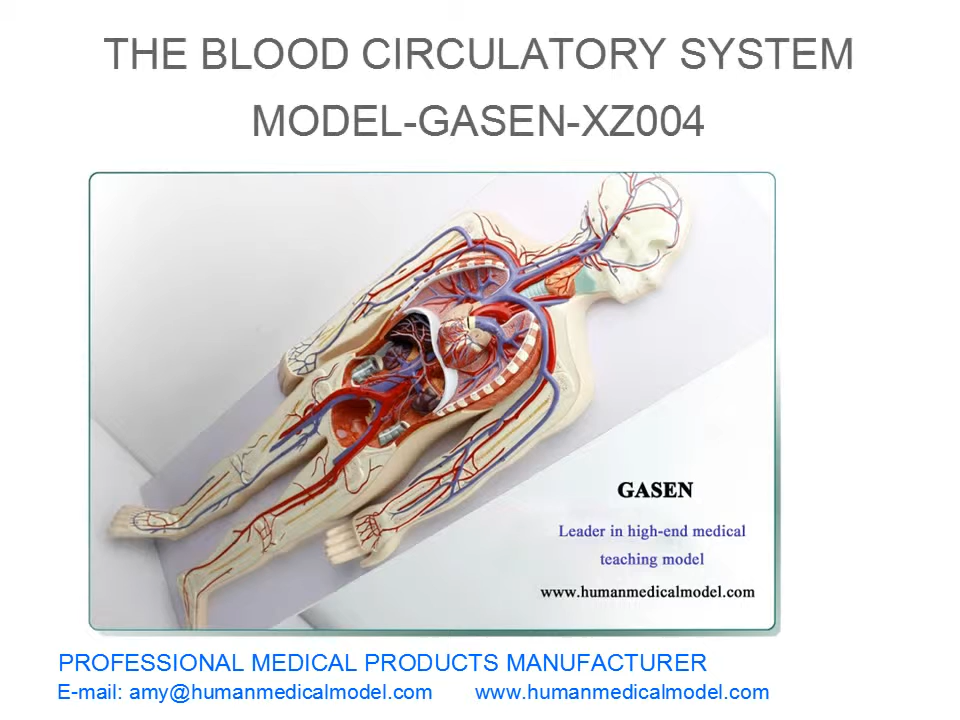 THE BLOOD CIRCULATORY SYSTEM
MODEL-GASEN-XZ004
GASEN
Leader in high-end medical
teaching model
www.humanmedicalmodel.com
PROFESSIONAL MEDICAL PRODUCTS MANUFACTURER
E-mail: amy@humanmedicalmodel.com www.humanmedicalmodel.com